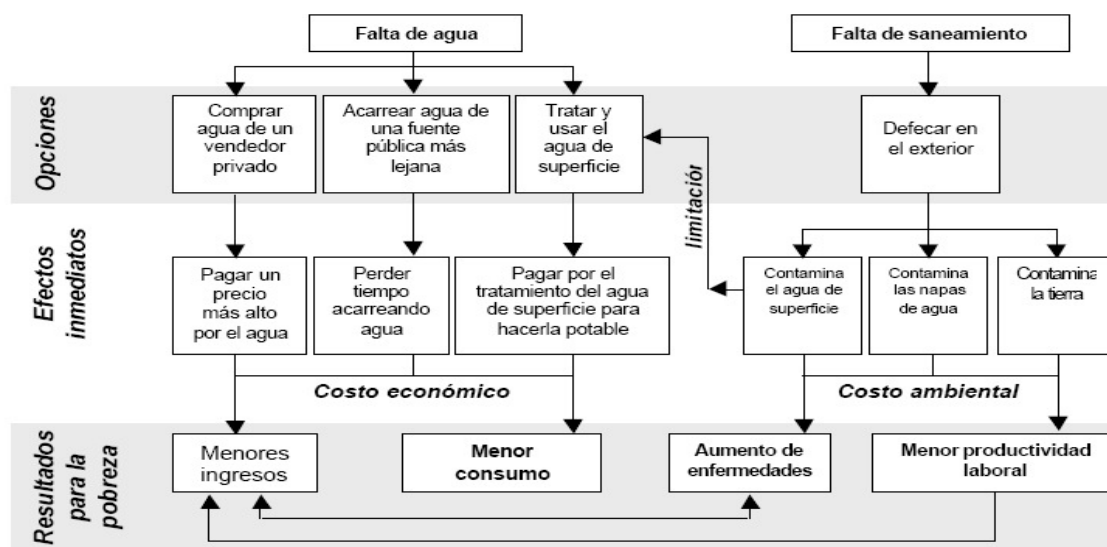 Falta de agua
Falta de saneamiento
Opciones
Comprar
agua de un
vendedor
privado
Acarrear agua de
una fuente
pública más
lejana
Tratar y
usar el
agua de
superficie
limitación
Defecar en
el exterior
Efectos
inmediatos
Pagar un
precio
más alto
por el agua
Perder
tiempo
acarreando
agua
Pagar por el
tratamiento del agua
de superficie para
hacerla potable
Contamina
el agua de
superficie
Contamina
las napas
de agua
Contamina
la tierra
Costo económico
Costo ambiental
Resultados
para la
pobreza
Menores
ingresos
Menor
consumo
Aumento de
enfermedades
Menor productividad
laboral